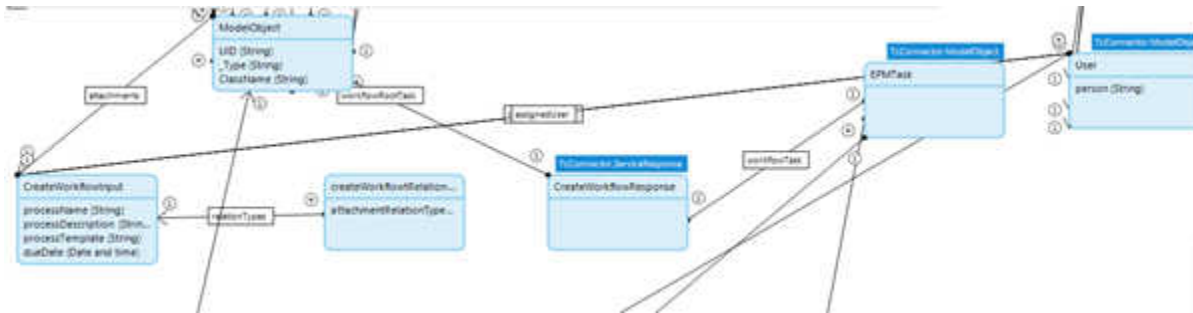 ModelObject
UID (String)
_Type (String)
ClassName (String)
TcConnector.ModelObject
TcConnector.ModelObje
EPMTask
User
person (String)
attachments
workflowRootTask
assignedUser
workflowTask
TcConnector.ServiceResponse
CreateWorkflowInput
createWorkflowRelation...
CreateWorkflowResponse
processName (String)
processDescription (Strin...
processTemplate (String)
dueDate (Date and time)
relationTypes
attachmentRelationType...